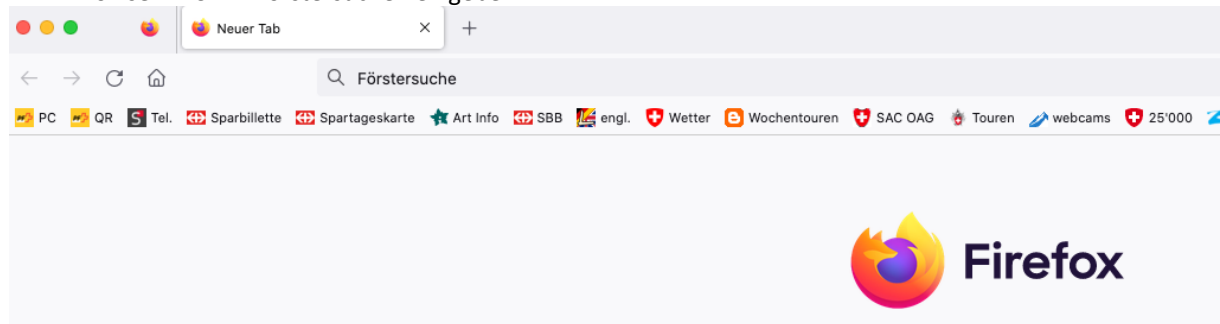 Neuer Tab
Förstersuche
PC QR Tel. Sparbillette Spartageskarte Art Info SBB engl. Wetter Wochentouren SAC OAG Touren webcams 25'000
Firefox